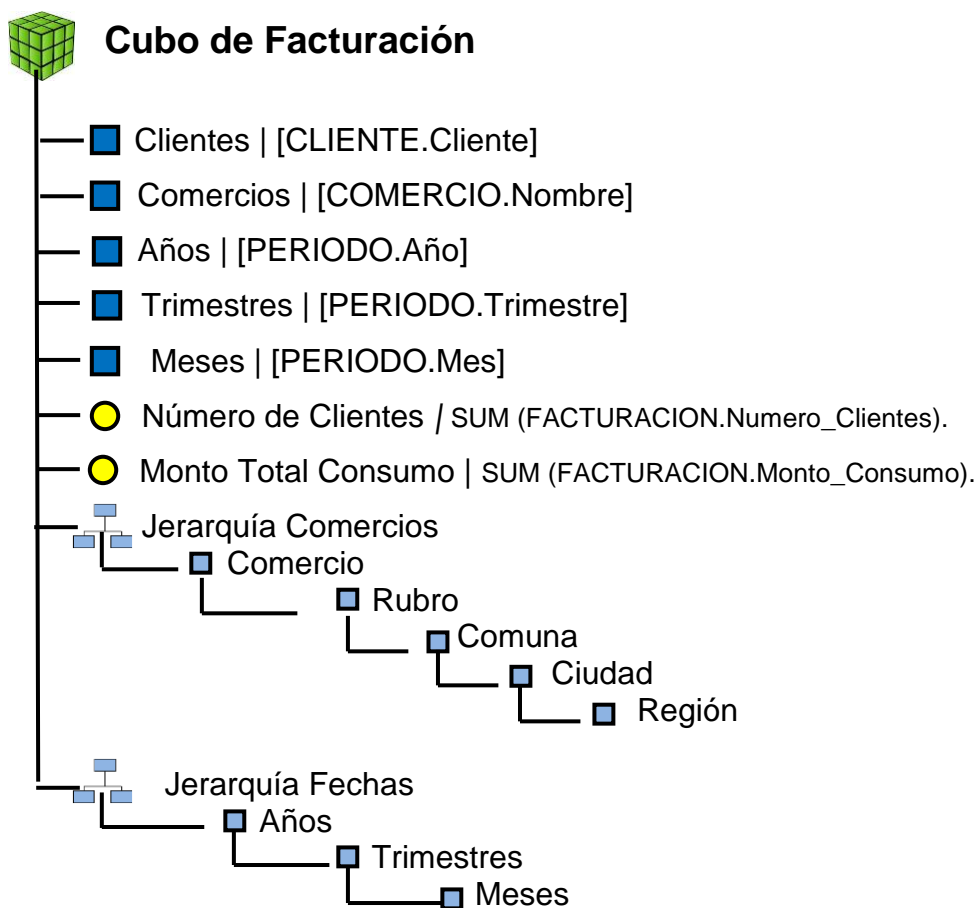 Cubo de Facturación
Clientes | [CLIENTE.Cliente]
Comercios | [COMERCIO.Nombre]
Años | [PERIODO.Año]
Trimestres | [PERIODO.Trimestre]
Meses | [PERIODO.Mes]
Número de Clientes | SUM (FACTURACION.Numero_Clientes).
Monto Total Consumo | SUM (FACTURACION.Monto_Consumo).
Jerarquía Comercios
Comercio
Rubro
Comuna
Ciudad
Región
Jerarquía Fechas
Años
Trimestres
Meses